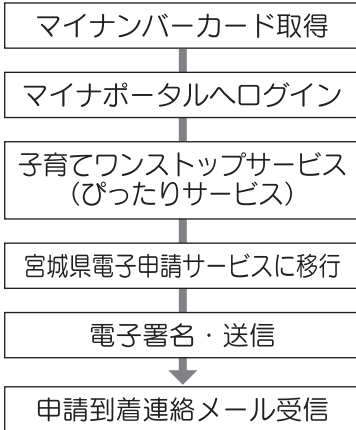 マイナンバーカード取得
マイナポータルへログイン
子育てワンストップサービス
（ぴったりサービス）
宮城県電子申請サービスに移行
電子署名・送信
申請到着連絡メール受信